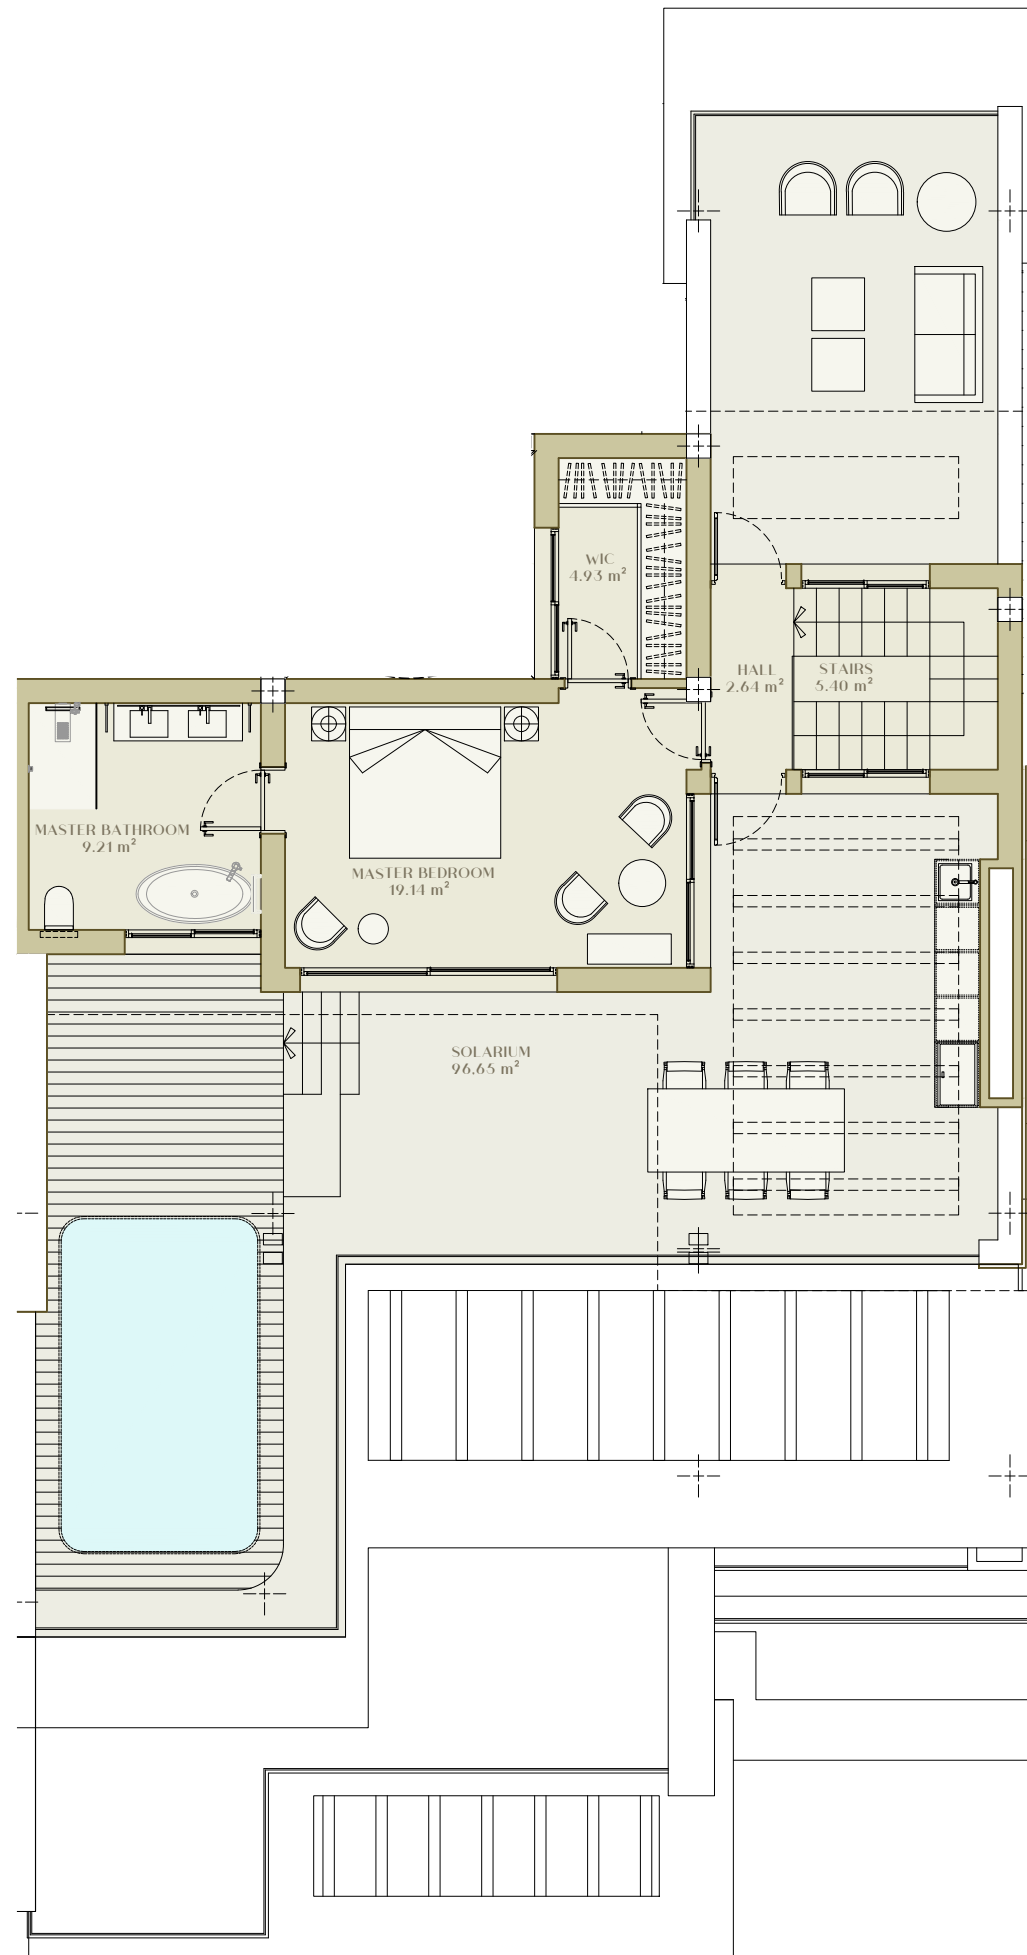 WIC
4.93 m²
HALL
2.64 m²
STAIRS
5.40 m²
MASTER BATHROOM
9.21 m²
MASTER BEDROOM
19.14 m²
SOLARIUM
96.65 m²